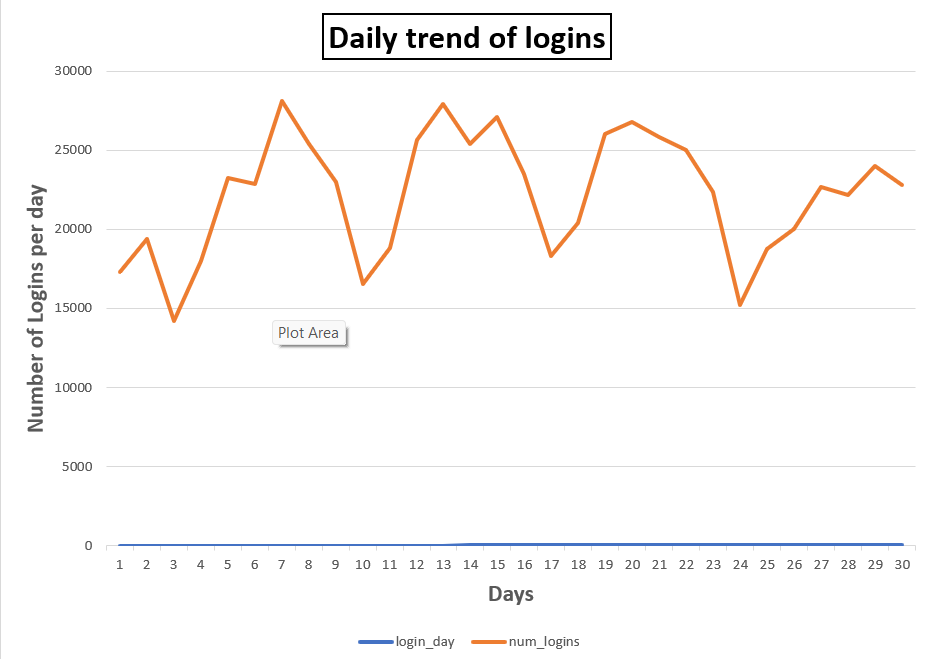 Daily trend of logins
30000
25000
20000
15000
10000
5000
0
Number of Logins per day
Plot Area
1 2 3 4 5 6 7 8 9 10 11 12 13 14 15 16 17 18 19 20 21 22 23 24 25 26 27 28 29 30
Days
login_day num_logins